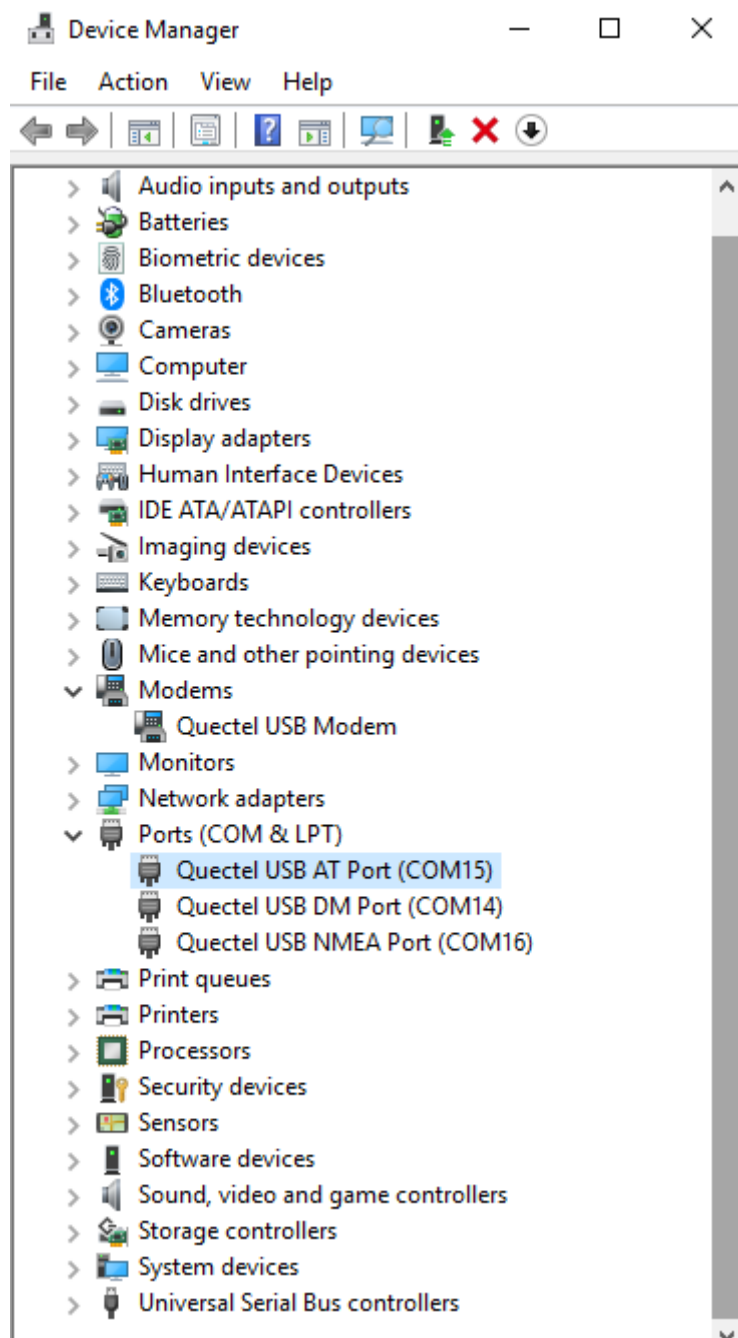 Device Manager
File Action View Help
Audio inputs and outputs
Batteries
Biometric devices
Bluetooth
Cameras
Computer
Disk drives
Display adapters
Human Interface Devices
IDE ATA/ATAPI controllers
Imaging devices
Keyboards
Memory technology devices
Mice and other pointing devices
Modems
Quectel USB Modem
Monitors
Network adapters
Ports (COM & LPT)
Quectel USB AT Port (COM15)
Quectel USB DM Port (COM14)
Quectel USB NMEA Port (COM16)
Print queues
Printers
Processors
Security devices
Sensors
Software devices
Sound, video and game controllers
Storage controllers
System devices
Universal Serial Bus controllers